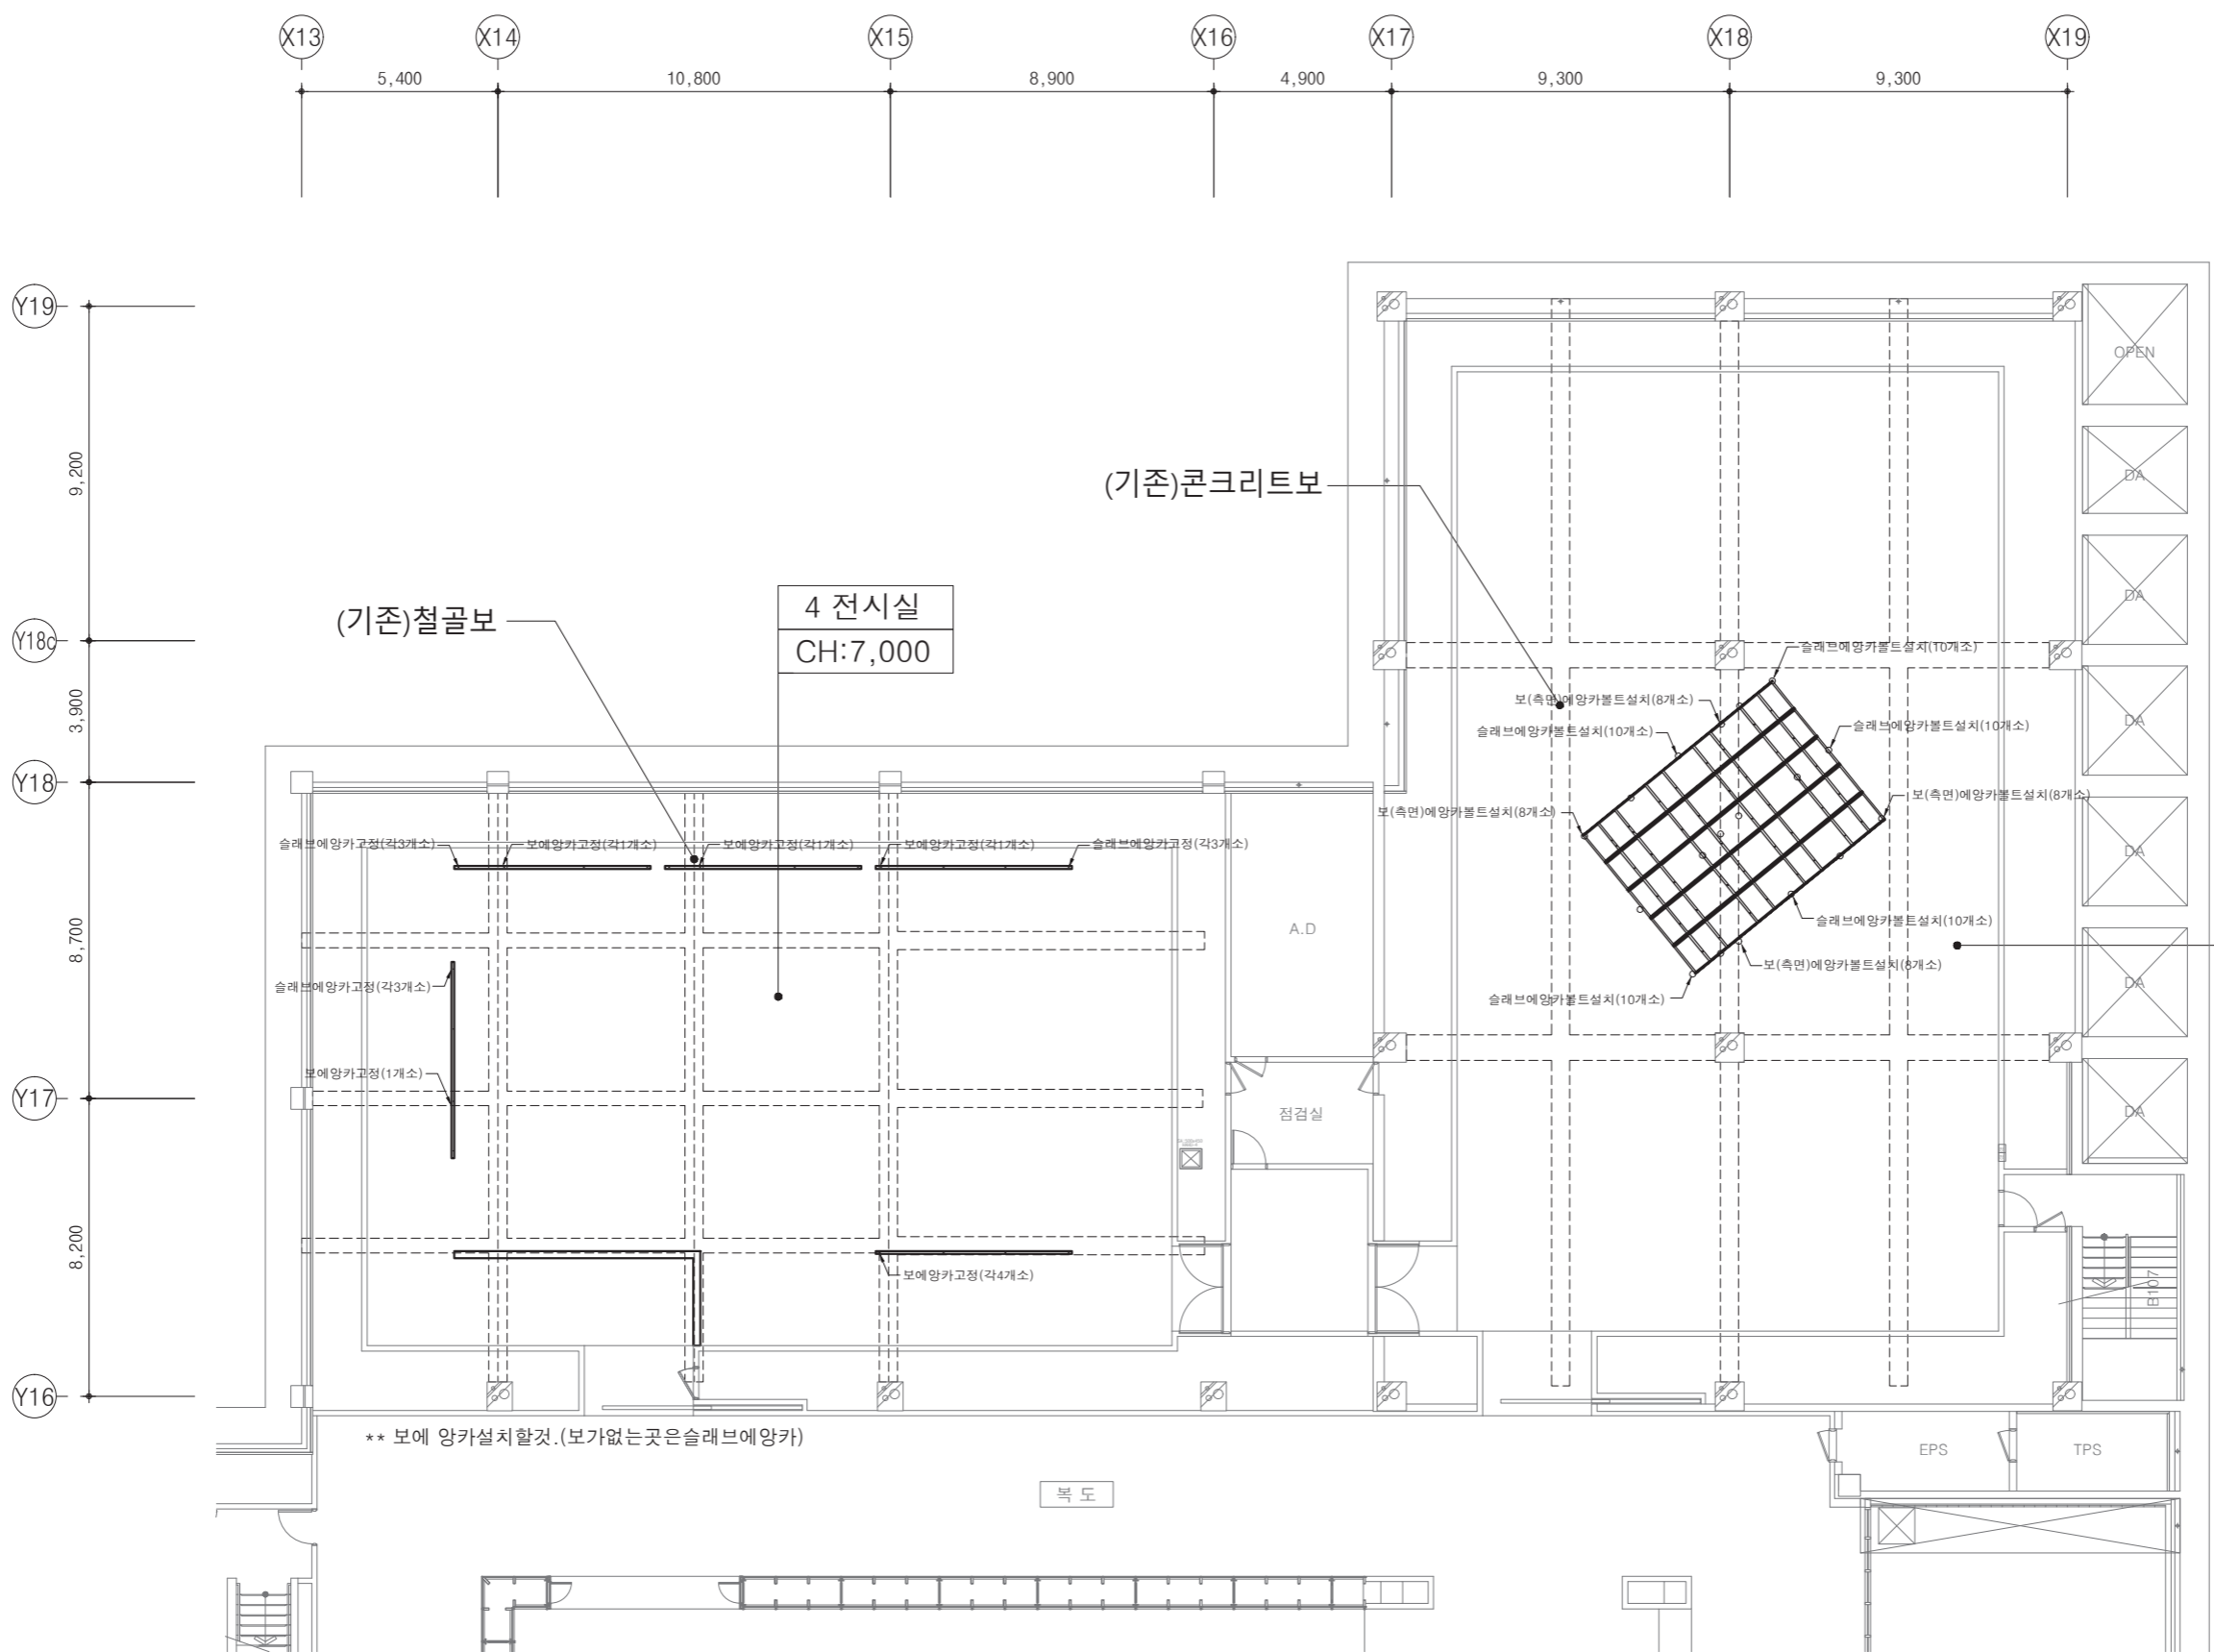 X13 X14 X15 X16 X17 X18 X19
5,400 10,800 8,900 4,900 9,300 9,300
Y19
OPEN
9,200
DA
(기존)콘크리트보
4 전시실
DA
(기존)철골보
Y18c
CH:7,000
슬래브에앙카볼트설치(10개소)
3,900
보(측면)에앙카볼트설치(8개소)
DA
슬래브에앙카볼트설치(10개소)
슬래브에앙카볼트설치(10개소)
Y18
보(측면)에앙카볼트설치(8개소)
보(측면)에앙카볼트설치(8개소)
슬래브에앙카고정(각3개소)
보에앙카고정(각1개소)
보에앙카고정(각1개소)
보에앙카고정(각1개소)
슬래브에앙카고정(각3개소)
DA
8,700
A.D
슬래브에앙카볼트설치(10개소)
보(측면)에앙카볼트설치(8개소)
슬래브에앙카고정(각3개소)
슬래브에앙카볼트설치(10개소)
DA
보에앙카고정(1개소)
Y17
점검실
DA
8,200
보에앙카고정(각4개소)
B107
Y16
** 보에 앙카설치할것.(보가없는곳은슬래브에앙카)
EPS
TPS
복 도